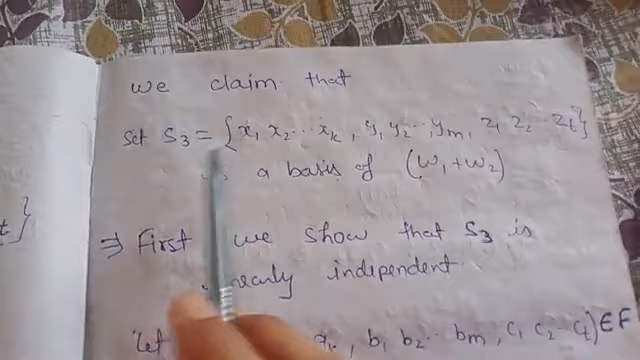 we claim that
Set S₃ = {x₁ x₂ ... xₖ, y₁ y₂ ..., yₘ, z₁ z₂ ... zₜ}
a basis of (W₁+W₂)
t}
⇒ First we show that S₃ is
independent
Let xₖ, b₁ b₂ .. bₘ, c₁ c₂ .. cₜ) ∈ F